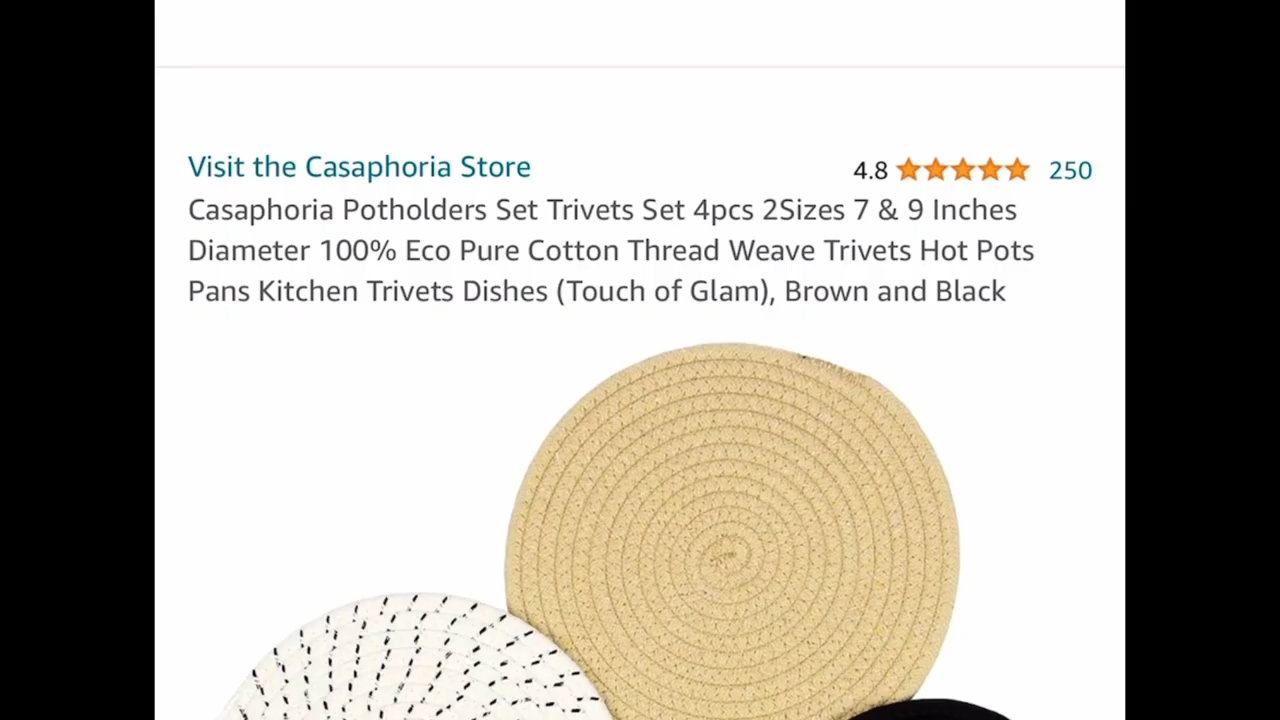 Visit the Casaphoria Store
4.8 250
Casaphoria Potholders Set Trivets Set 4pcs 2Sizes 7 & 9 Inches
Diameter 100% Eco Pure Cotton Thread Weave Trivets Hot Pots
Pans Kitchen Trivets Dishes (Touch of Glam), Brown and Black